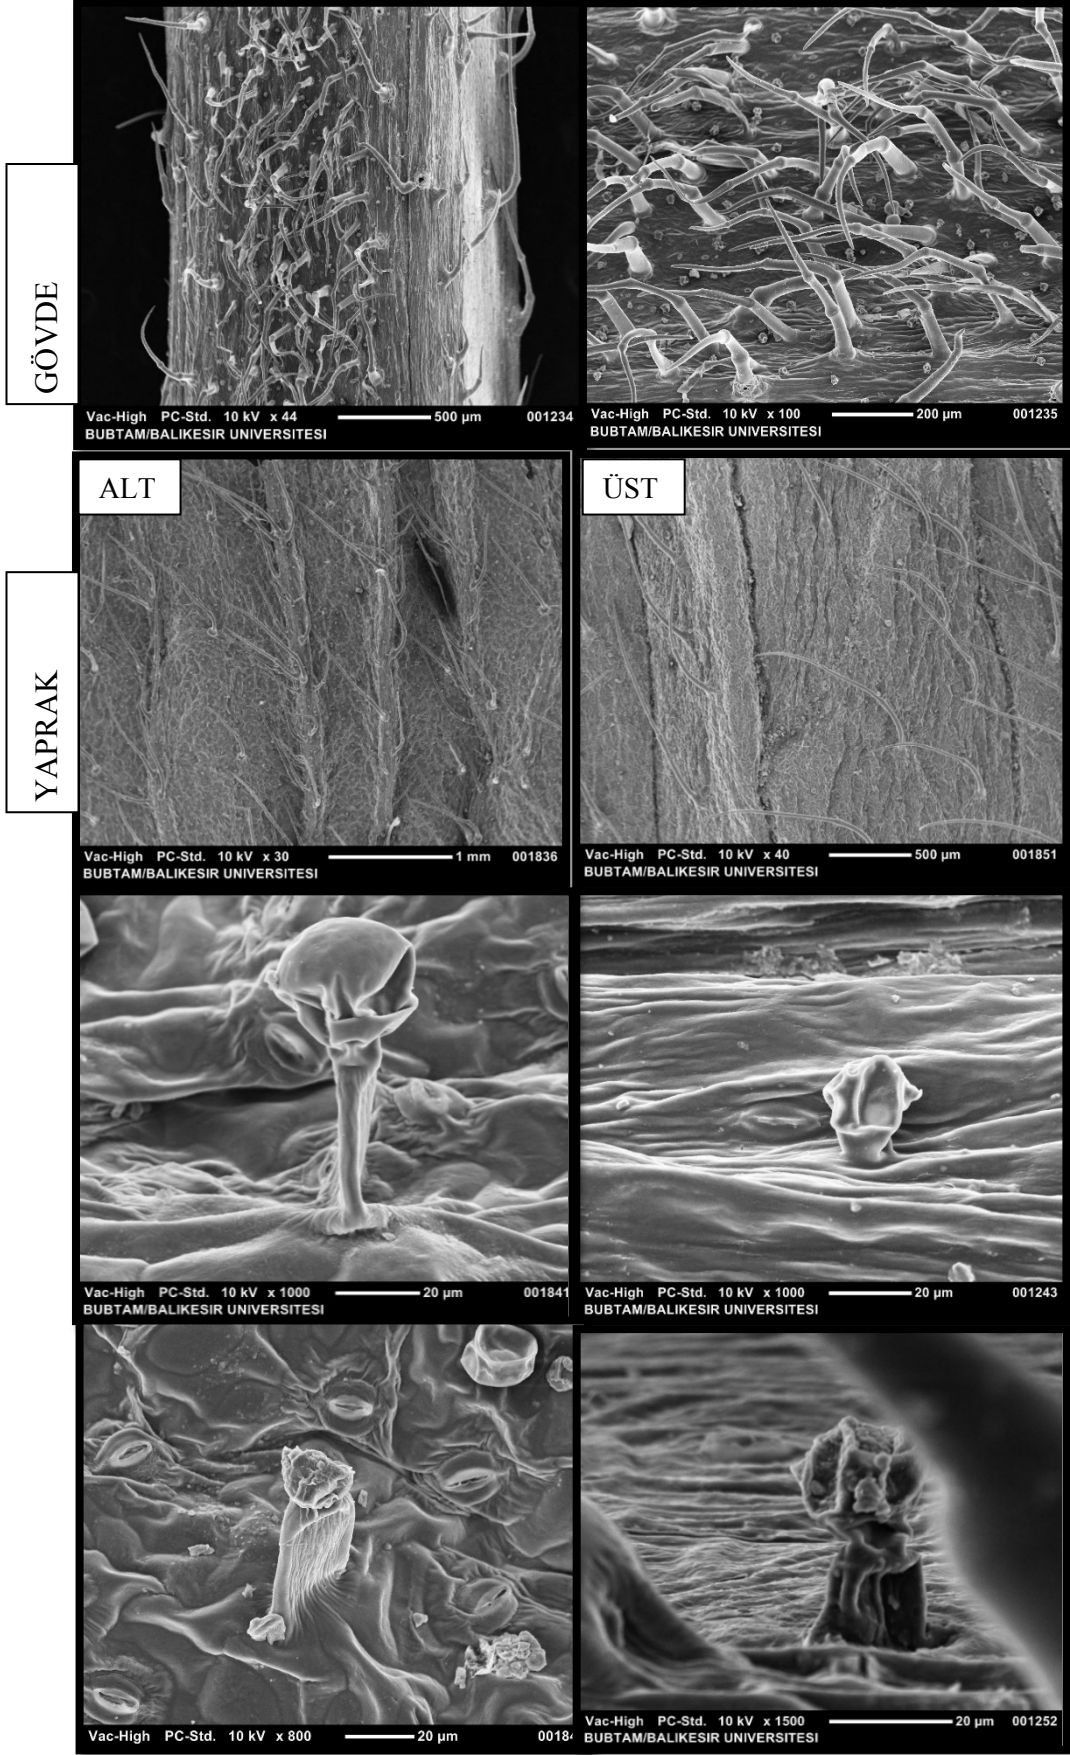 GÖVDE
Vac-High PC-Std. 10 kV x 44 500 µm 001234
BUBTAM/BALIKESIR UNIVERSITESI
Vac-High PC-Std. 10 kV x 100 200 µm 001235
BUBTAM/BALIKESIR UNIVERSITESI
YAPRAK
ALT
Vac-High PC-Std. 10 kV x 30 1 mm 001836
BUBTAM/BALIKESIR UNIVERSITESI
ÜST
Vac-High PC-Std. 10 kV x 40 500 µm 001851
BUBTAM/BALIKESIR UNIVERSITESI
Vac-High PC-Std. 10 kV x 1000 20 µm 001841
BUBTAM/BALIKESIR UNIVERSITESI
Vac-High PC-Std. 10 kV x 1000 20 µm 001243
BUBTAM/BALIKESIR UNIVERSITESI
Vac-High PC-Std. 10 kV x 800 20 µm
Vac-High PC-Std. 10 kV x 1500 20 µm 001252
BUBTAM/BALIKESIR UNIVERSITESI